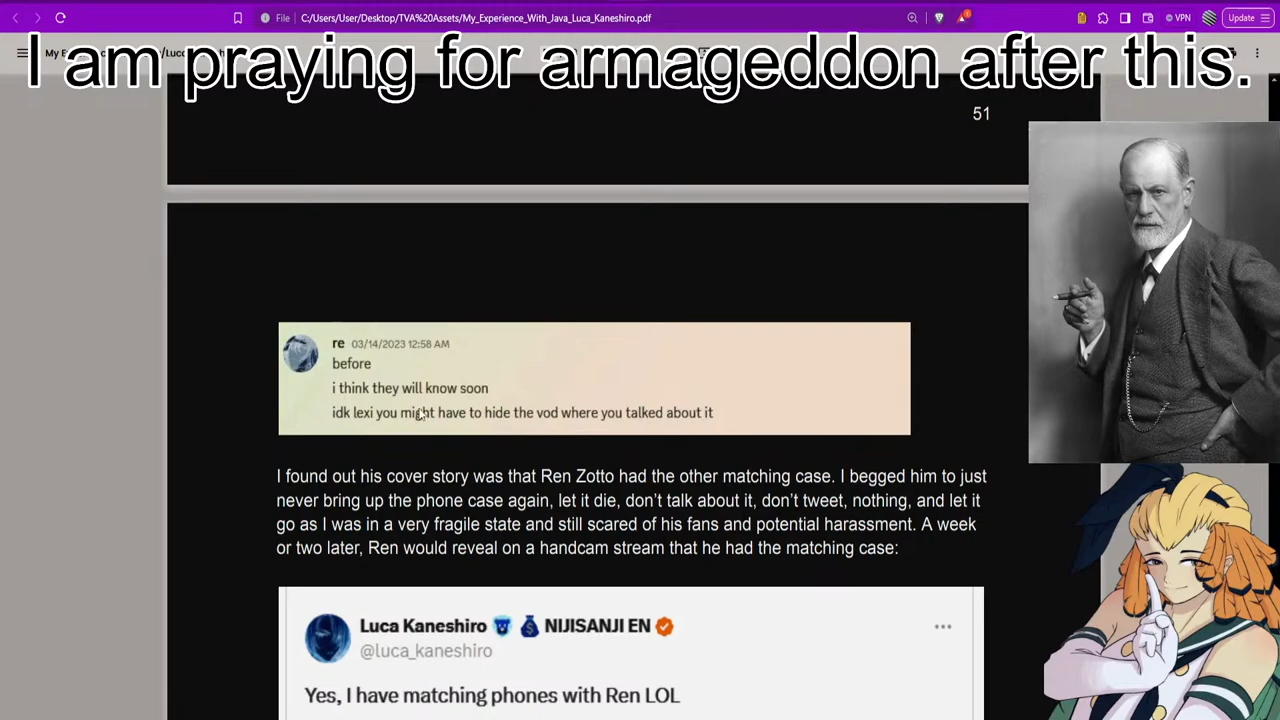 File
C:/Users/User/Desktop/TVA%20Assets/My_Experience_With_Java_Luca_Kaneshiro.pdf
VPN
Update
I am praying for armageddon after this.
51
re 03/14/2023 12:58 AM
before
i think they will know soon
idk lexi you might have to hide the vod where you talked about it
I found out his cover story was that Ren Zotto had the other matching case. I begged him to just
never bring up the phone case again, let it die, don't talk about it, don't tweet, nothing, and let it
go as I was in a very fragile state and still scared of his fans and potential harassment. A week
or two later, Ren would reveal on a handcam stream that he had the matching case:
Luca Kaneshiro NIJISANJI EN
@luca_kaneshiro
Yes, I have matching phones with Ren LOL